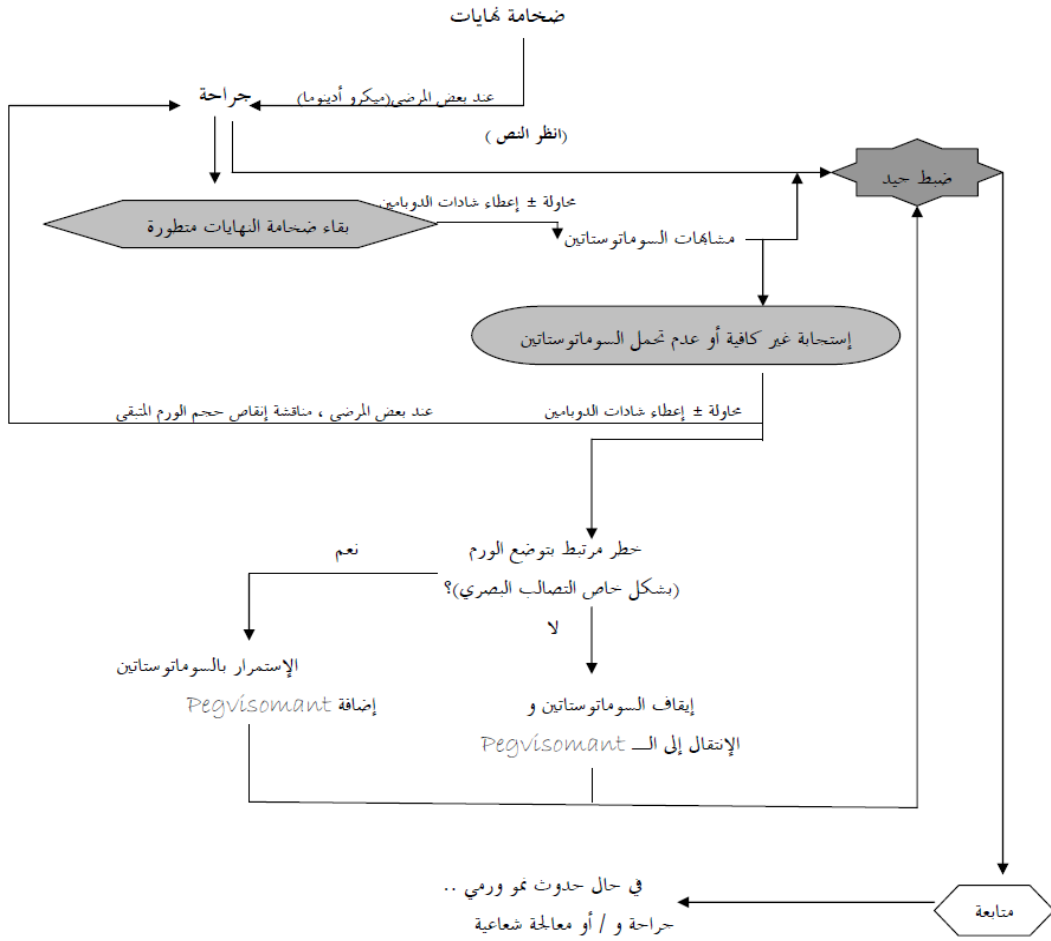 ضخامة نهايات
عند بعض المرضى(ميكرو أدينوما)
جراحة
(انظر النص )
ضبط جيد
محاولة ± إعطاء شادات الدوبامين
بقاء ضخامة النهايات متطورة
مشابهات السوماتوستاتين
إستجابة غير كافية أو عدم تحمل السوماتوستاتين
محاولة ± إعطاء شادات الدوبامين
عند بعض المرضى ، مناقشة إنقاص حجم الورم المتبقي
خطر مرتبط بتوضع الورم
(بشكل خاص التصالب البصري)؟
نعم
لا
الإستمرار بالسوماتوستاتين
إضافة Pegvisomant
إيقاف السوماتوستاتين و
الإنتقال إلى الـــ Pegvisomant
في حال حدوث نمو ورمي ..
جراحة و / أو معالجة شعاعية
متابعة